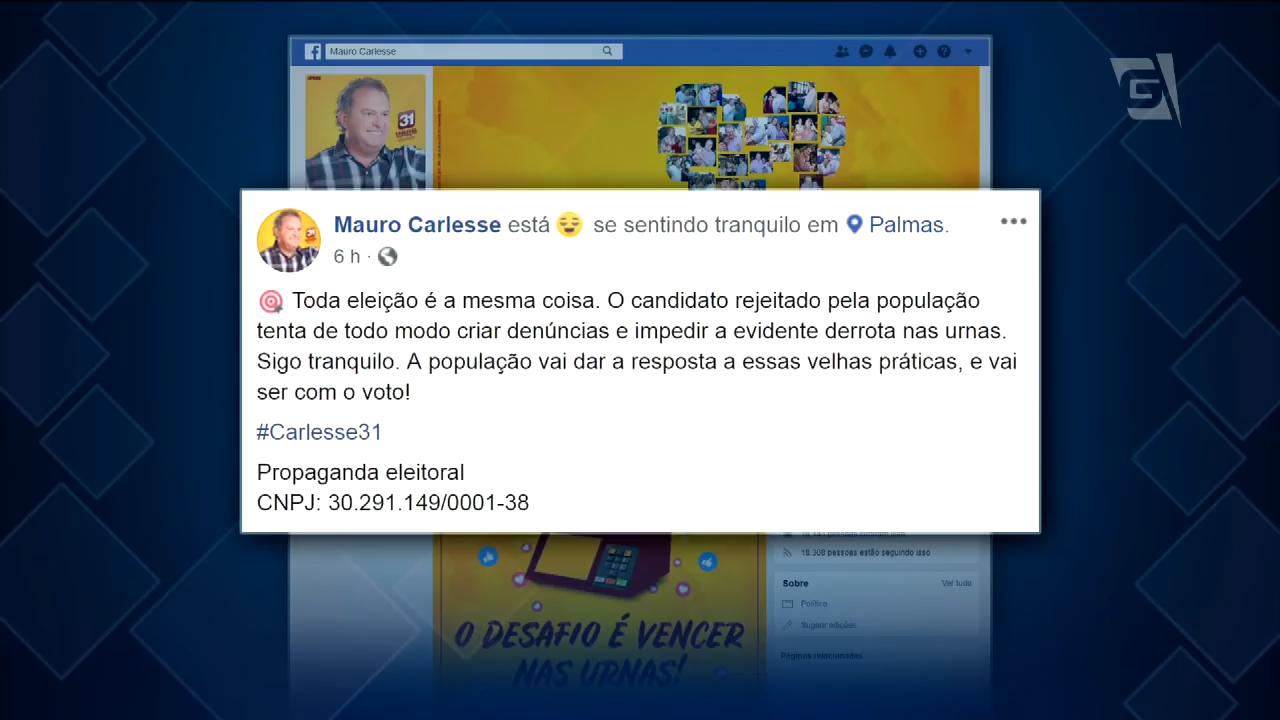 Mauro Carlesse
31
Mauro Carlesse está se sentindo tranquilo em Palmas.
6 h ·
Toda eleição é a mesma coisa. O candidato rejeitado pela população
tenta de todo modo criar denúncias e impedir a evidente derrota nas urnas.
Sigo tranquilo. A população vai dar a resposta a essas velhas práticas, e vai
ser com o voto!
#Carlesse31
Propaganda eleitoral
CNPJ: 30.291.149/0001-38
18.308 pessoas estão seguindo isso
Sobre
Ver tudo
Política
Sugerir edições
Páginas relacionadas
O DESAFIO É VENCER
NAS URNAS!